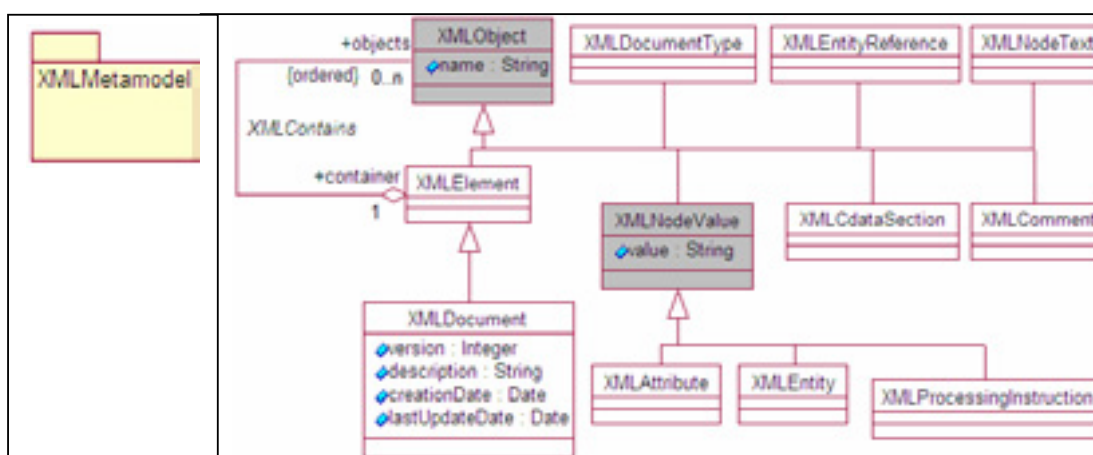 XMLMetamodel
+objects
{ordered} 0..n
XMLContains
+container
1
XMLObject
name : String
XMLDocumentType
XMLEntityReference
XMLNodeText
XMLElement
XMLNodeValue
value : String
XMLCdataSection
XMLComment
XMLDocument
version : Integer
description : String
creationDate : Date
lastUpdateDate : Date
XMLAttribute
XMLEntity
XMLProcessingInstruction